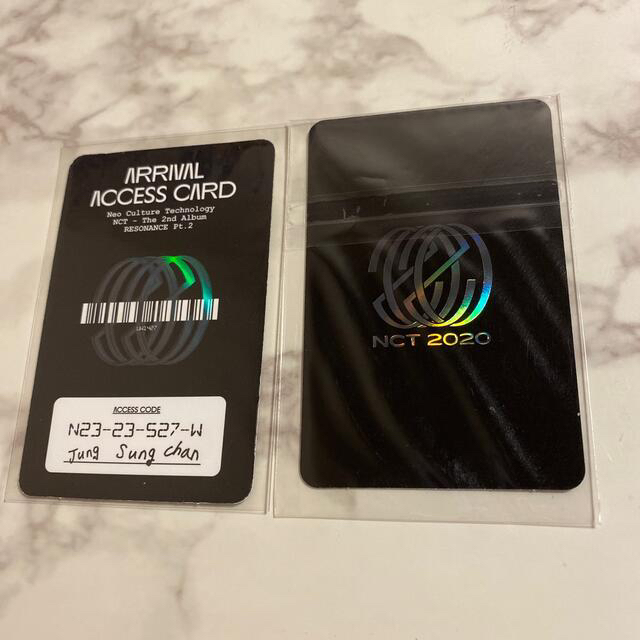 ARRIVAL
ACCESS CARD
Neo Culture Technology
NCT - The 2nd Album
RESONANCE Pt.2
ACCESS CODE
N23-23-S27-W
Jung Sung chan
NCT 2020